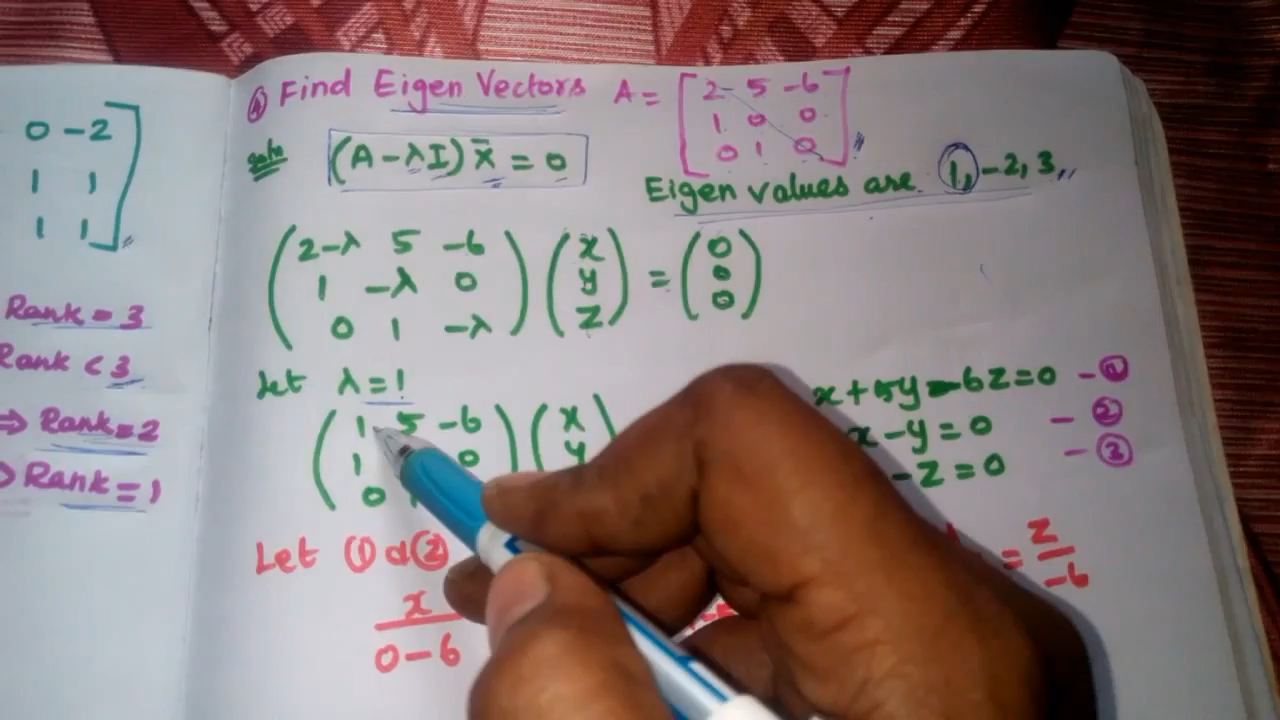 0 -2
1 1
1 1
Rank = 3
Rank < 3
⇒ Rank = 2
Rank = 1
4) Find Eigen Vectors A = [2 5 -6
1 0 0
0 1 0]
Soln (A-λI) x̄ = 0
Eigen values are 1, -2, 3,
(2-λ 5 -6) (x) = (0)
(1 -λ 0) (y) (0)
(0 1 -λ) (z) (0)
Let λ = 1
(1 5 -6) (x
1 0 y
0 1
x + 5y - 6z = 0 - ①
x - y = 0 - ②
- z = 0 - ③
Let ① & ②
x
0-6
= z
-6